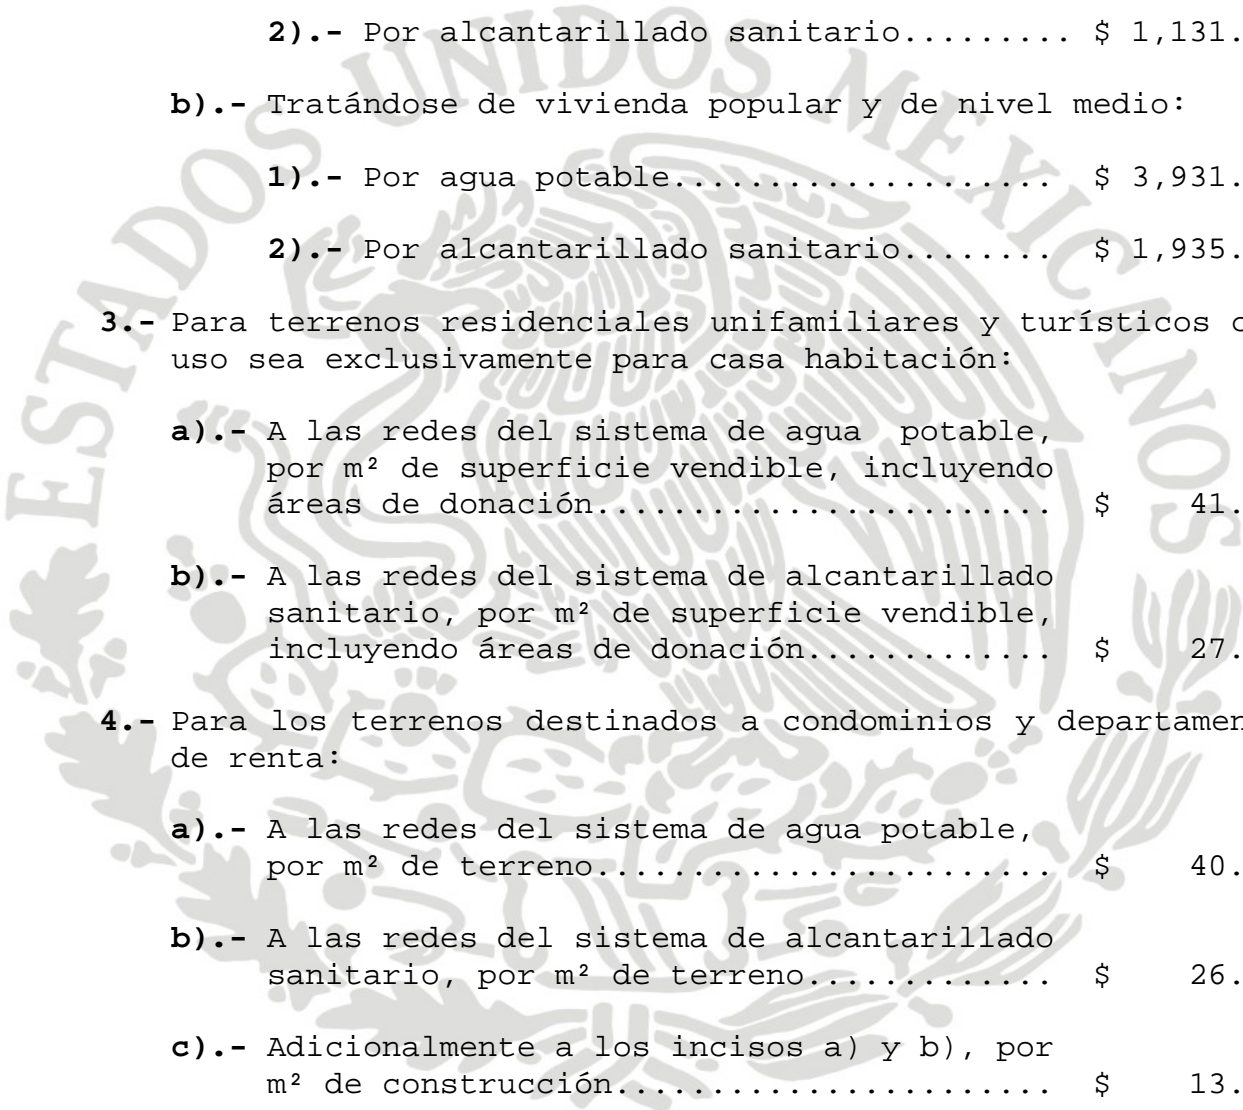 2).- Por alcantarillado sanitario......... $ 1,131.
b).- Tratándose de vivienda popular y de nivel medio:
1).- Por agua potable.................... $ 3,931.
2).- Por alcantarillado sanitario........ $ 1,935.
3.- Para terrenos residenciales unifamiliares y turísticos
uso sea exclusivamente para casa habitación:
a).- A las redes del sistema de agua potable,
por m² de superficie vendible, incluyendo
áreas de donación........................ $ 41.
b).- A las redes del sistema de alcantarillado
sanitario, por m² de superficie vendible,
incluyendo áreas de donación............. $ 27.
4.- Para los terrenos destinados a condominios y departamen
de renta:
a).- A las redes del sistema de agua potable,
por m² de terreno........................ $ 40.
b).- A las redes del sistema de alcantarillado
sanitario, por m² de terreno............. $ 26.
c).- Adicionalmente a los incisos a) y b), por
m² de construcción....................... $ 13.
ESTADOS UNIDOS MEXICANOS